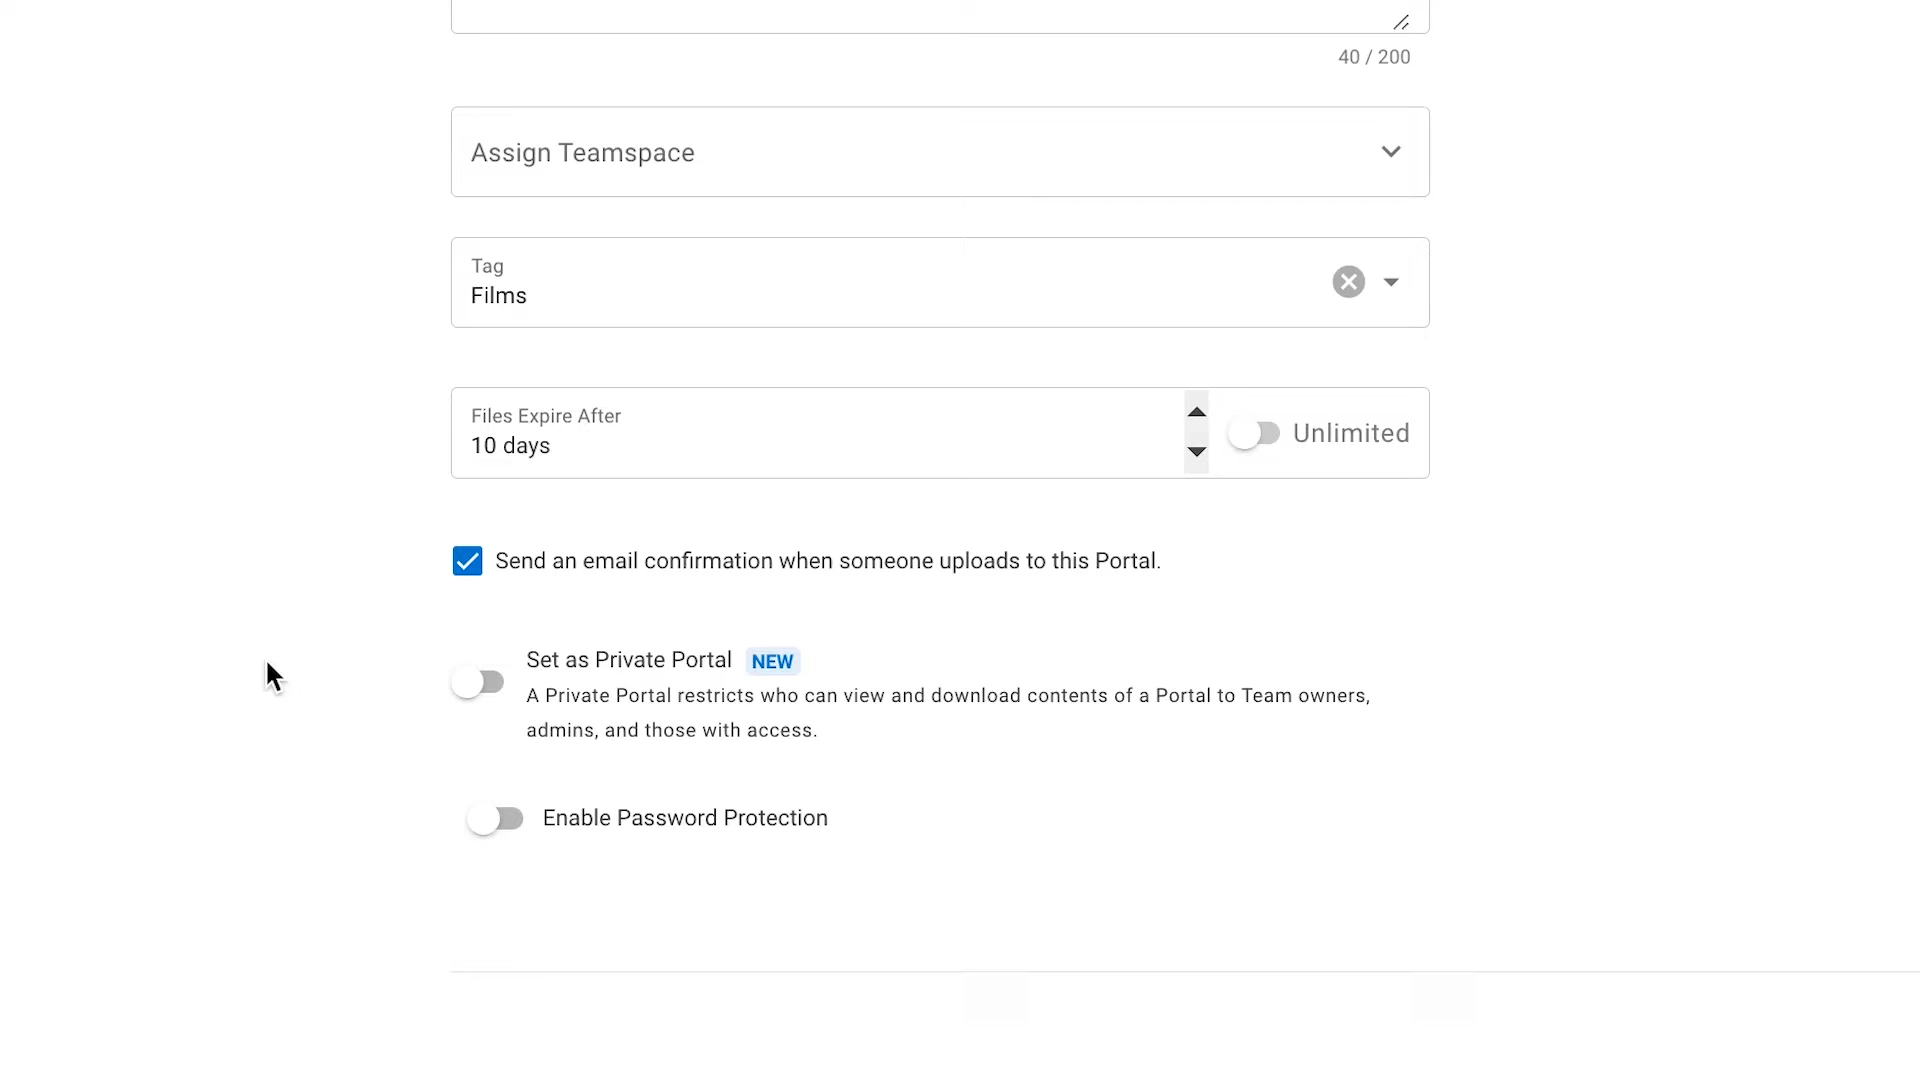 40 / 200
Assign Teamspace
Tag
Films
Files Expire After
10 days
Unlimited
Send an email confirmation when someone uploads to this Portal.
Set as Private Portal NEW
A Private Portal restricts who can view and download contents of a Portal to Team owners,
admins, and those with access.
Enable Password Protection